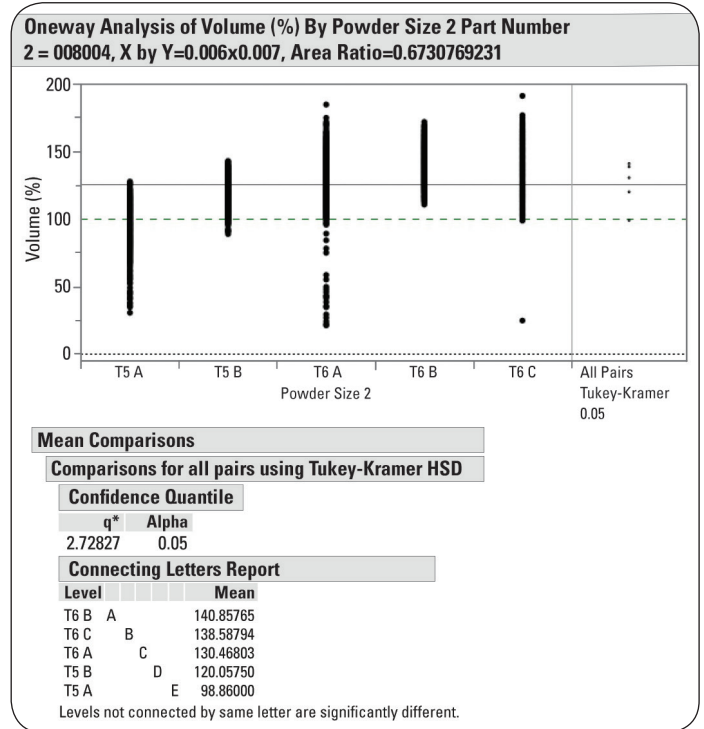 Oneway Analysis of Volume (%) By Powder Size 2 Part Number
2 = 008004, X by Y=0.006x0.007, Area Ratio=0.6730769231
200
150
100
50
0
Volume (%)
T5 A T5 B T6 A T6 B T6 C All Pairs
Powder Size 2 Tukey-Kramer
0.05
Mean Comparisons
Comparisons for all pairs using Tukey-Kramer HSD
Confidence Quantile
q* Alpha
2.72827 0.05
Connecting Letters Report
Level Mean
T6 B A 140.85765
T6 C B 138.58794
T6 A C 130.46803
T5 B D 120.05750
T5 A E 98.86000
Levels not connected by same letter are significantly different.